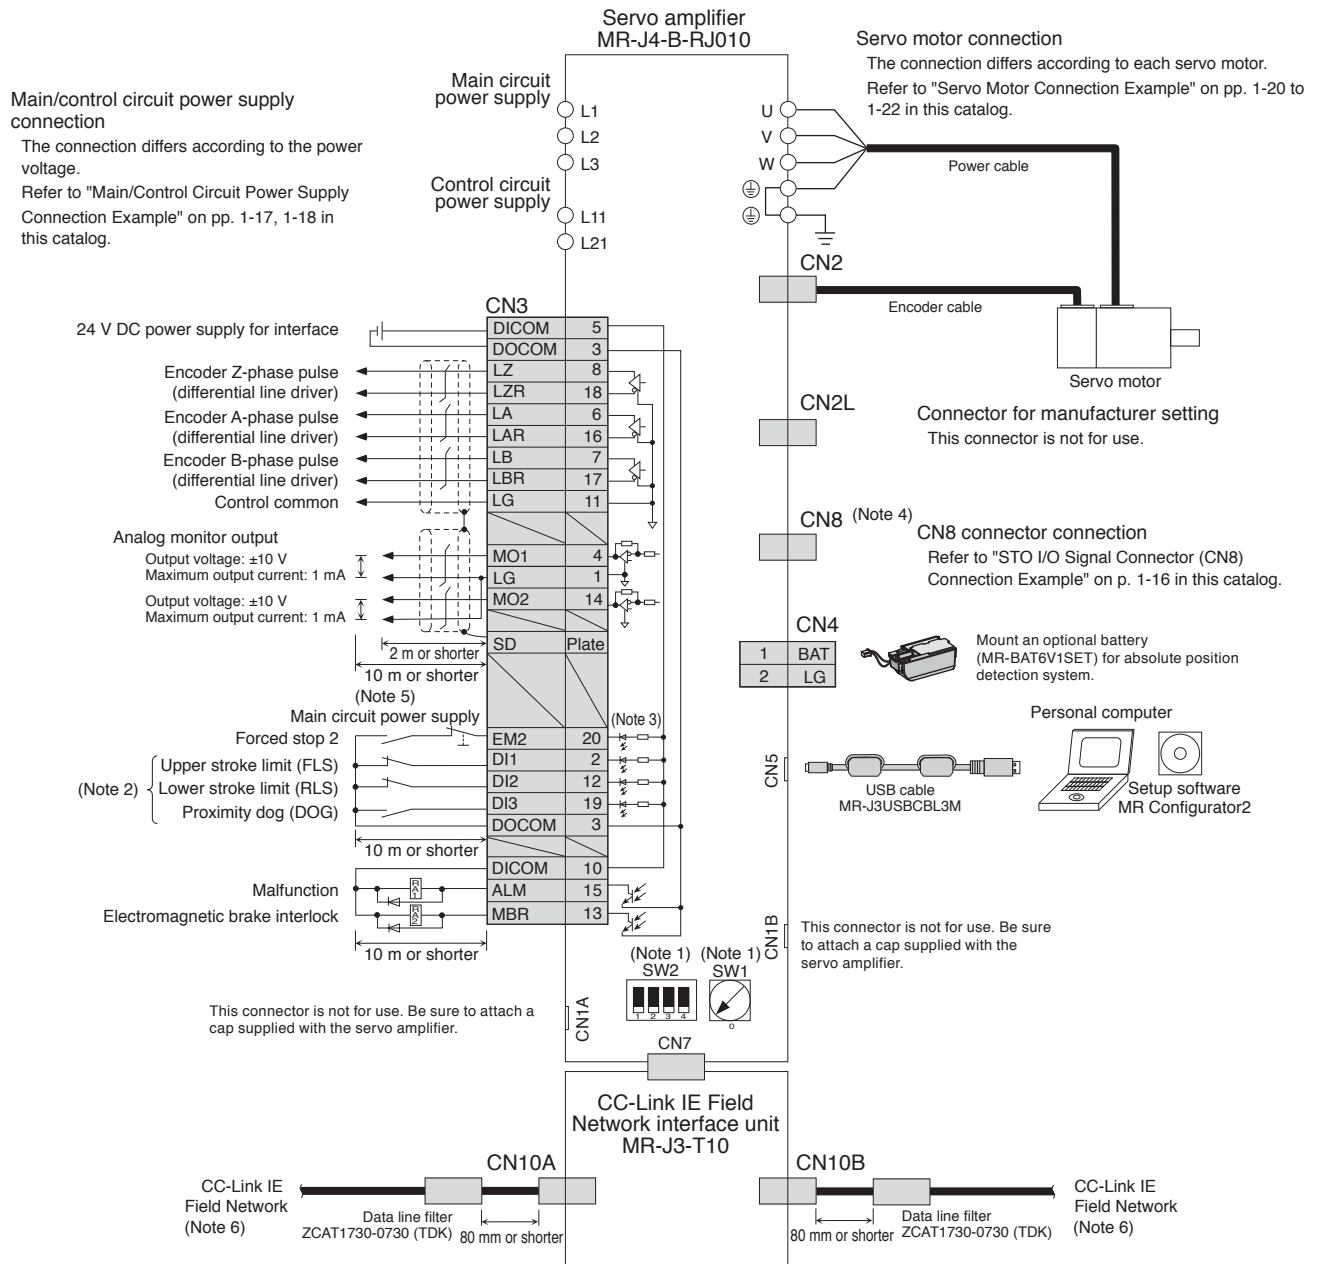 Servo amplifier
MR-J4-B-RJ010
Main/control circuit power supply
connection
The connection differs according to the power
voltage.
Refer to "Main/Control Circuit Power Supply
Connection Example" on pp. 1-17, 1-18 in
this catalog.
Main circuit
power supply
L1
L2
L3
Control circuit
power supply
L11
L21
U
V
W
Servo motor connection
The connection differs according to each servo motor.
Refer to "Servo Motor Connection Example" on pp. 1-20 to
1-22 in this catalog.
Power cable
CN2
Encoder cable
Servo motor
CN2L
Connector for manufacturer setting
This connector is not for use.
CN8 (Note 4)
CN8 connector connection
Refer to "STO I/O Signal Connector (CN8)
Connection Example" on p. 1-16 in this catalog.
CN4
1 BAT
2 LG
Mount an optional battery
(MR-BAT6V1SET) for absolute position
detection system.
Personal computer
CN5
USB cable
MR-J3USBCBL3M
Setup software
MR Configurator2
CN1B
This connector is not for use. Be sure
to attach a cap supplied with the
servo amplifier.
CN3
24 V DC power supply for interface
DICOM 5
DOCOM 3
Encoder Z-phase pulse
(differential line driver)
LZ 8
LZR 18
Encoder A-phase pulse
(differential line driver)
LA 6
LAR 16
Encoder B-phase pulse
(differential line driver)
LB 7
LBR 17
Control common
LG 11
Analog monitor output
Output voltage: ±10 V
Maximum output current: 1 mA
MO1 4
LG 1
Output voltage: ±10 V
Maximum output current: 1 mA
MO2 14
2 m or shorter
SD Plate
10 m or shorter
(Note 5)
Main circuit power supply
(Note 3)
Forced stop 2
EM2 20
(Note 2)
Upper stroke limit (FLS)
DI1 2
Lower stroke limit (RLS)
DI2 12
Proximity dog (DOG)
DI3 19
DOCOM 3
10 m or shorter
DICOM 10
Malfunction
RA1
ALM 15
Electromagnetic brake interlock
RA2
MBR 13
10 m or shorter
(Note 1)
SW2
1 2 3 4
(Note 1)
SW1
0
This connector is not for use. Be sure to attach a
cap supplied with the servo amplifier.
CN1A
CN7
CC-Link IE Field
Network interface unit
MR-J3-T10
CN10A
CC-Link IE
Field Network
(Note 6)
Data line filter
ZCAT1730-0730 (TDK)
80 mm or shorter
CN10B
80 mm or shorter
Data line filter
ZCAT1730-0730 (TDK)
CC-Link IE
Field Network
(Note 6)